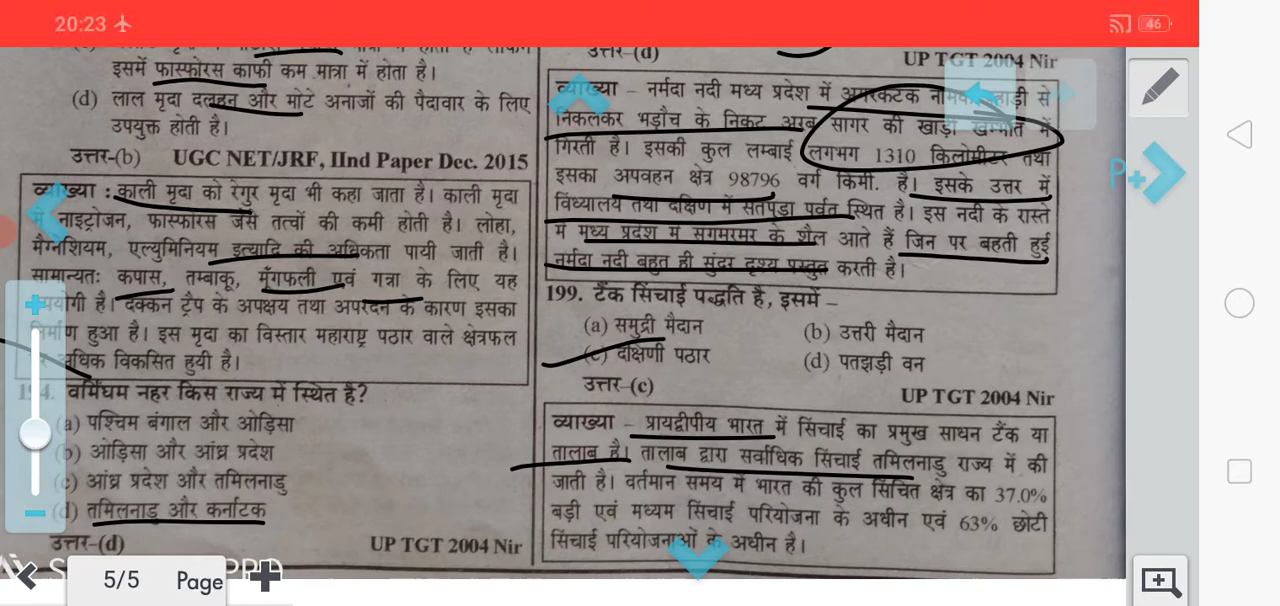 20:23
46
इसमें फास्फोरस काफी कम मात्रा में होता है।
(d) लाल मृदा दलहन और मोटे अनाजों की पैदावार के लिए
उपयुक्त होती है।
उत्तर-(b) UGC NET/JRF, IInd Paper Dec. 2015
व्याख्या : काली मृदा को रेगुर मृदा भी कहा जाता है। काली मृदा
में नाइट्रोजन, फास्फोरस जैसे तत्वों की कमी होती है। लोहा,
मैग्नशियम, एल्युमिनियम इत्यादि की अधिकता पायी जाती है।
सामान्यतः कपास, तम्बाकू, मूँगफली एवं गन्ना के लिए यह
है। दक्कन ट्रैप के अपक्षय तथा अपरदन के कारण इसका
निर्माण हुआ है। इस मृदा का विस्तार महाराष्ट्र पठार वाले क्षेत्रफल
अधिक विकसित हुयी है।
वर्मिंघम नहर किस राज्य में स्थित है?
(a) पश्चिम बंगाल और ओड़िसा
(b) ओड़िसा और आंध्र प्रदेश
(c) आंध्र प्रदेश और तमिलनाडु
(d) तमिलनाडु और कर्नाटक
उत्तर-(d) UP TGT 2004 Nir
उत्तर-(d) UP TGT 2004 Nir
व्याख्या – नर्मदा नदी मध्य प्रदेश में अमरकंटक पहाड़ी से
निकलकर भड़ौच के निकट अरब सागर की खाड़ी खम्भात में
गिरती है। इसकी कुल लम्बाई लगभग 1310 किलोमीटर तथा
इसका अपवहन क्षेत्र 98796 वर्ग किमी. है। इसके उत्तर में
विंध्यालय तथा दक्षिण में सतपुड़ा पर्वत स्थित है। इस नदी के रास्ते
में मध्य प्रदेश में संगमरमर के शैल आते हैं जिन पर बहती हुई
नर्मदा नदी बहुत ही सुंदर दृश्य प्रस्तुत करती है।
199. टैंक सिंचाई पद्धति है, इसमें –
(a) समुद्री मैदान (b) उत्तरी मैदान
(c) दक्षिणी पठार (d) पतझड़ी वन
उत्तर-(c) UP TGT 2004 Nir
व्याख्या – प्रायद्वीपीय भारत में सिंचाई का प्रमुख साधन टैंक या
तालाब है। तालाब द्वारा सर्वाधिक सिंचाई तमिलनाडु राज्य में की
जाती है। वर्तमान समय में भारत की कुल सिंचित क्षेत्र का 37.0%
बड़ी एवं मध्यम सिंचाई परियोजना के अधीन एवं 63% छोटी
सिंचाई परियोजनाओं के अधीन है।
P+
5/5 Page